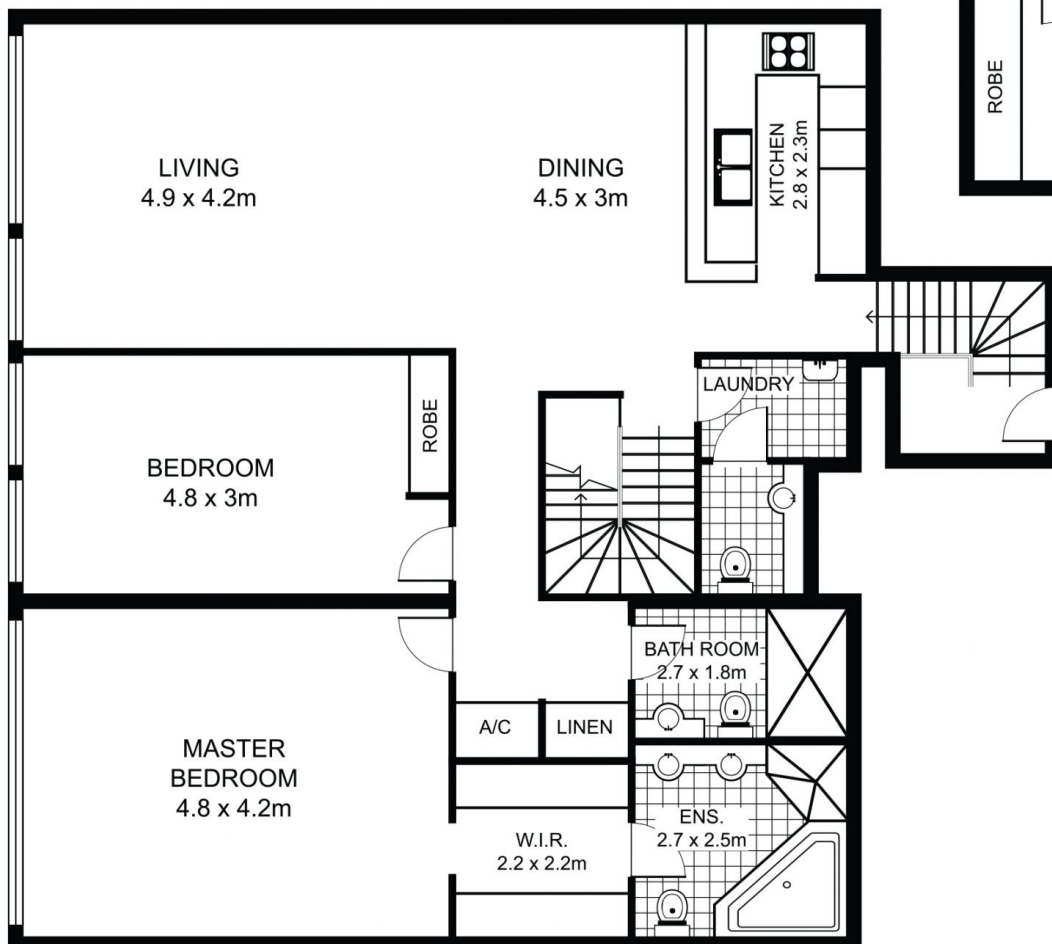 ROBE
LIVING
4.9 x 4.2m
DINING
4.5 x 3m
KITCHEN
2.8 x 2.3m
LAUNDRY
ROBE
BEDROOM
4.8 x 3m
BATH ROOM
2.7 x 1.8m
A/C
LINEN
MASTER
BEDROOM
4.8 x 4.2m
W.I.R.
2.2 x 2.2m
ENS.
2.7 x 2.5m